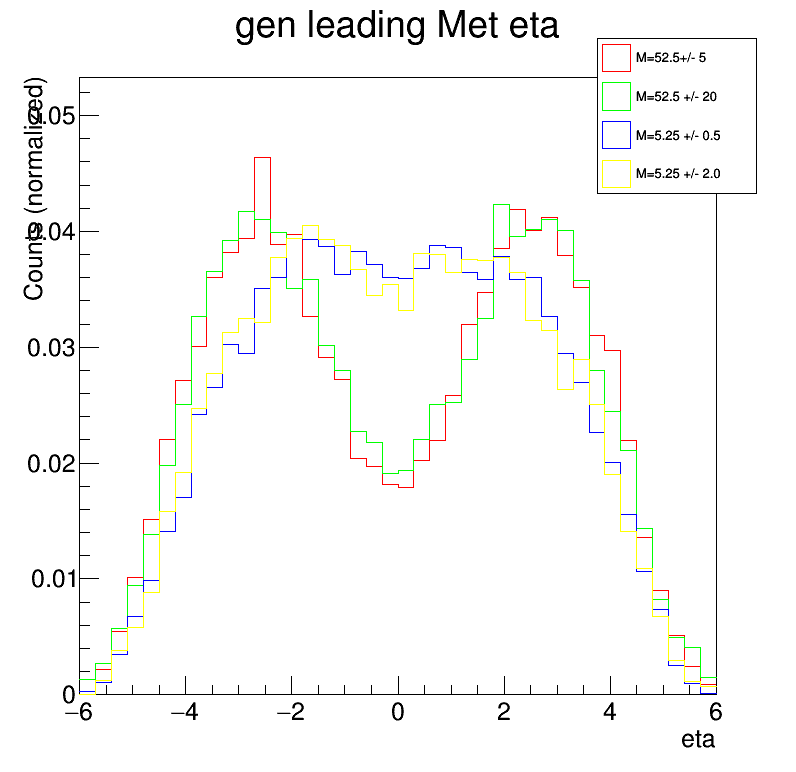 gen leading Met eta
M=52.5+/- 5
M=52.5 +/- 20
M=5.25 +/- 0.5
M=5.25 +/- 2.0
Counts (normalized)
0.05
0.04
0.03
0.02
0.01
0
−6 −4 −2 0 2 4 6
eta